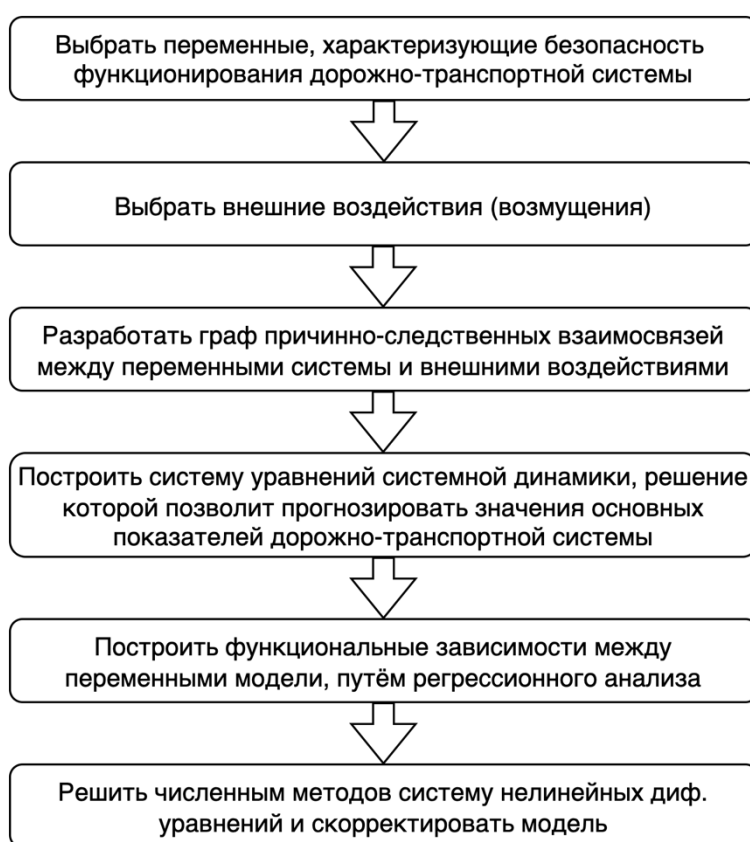 Выбрать переменные, характеризующие безопасность
функционирования дорожно-транспортной системы
Выбрать внешние воздействия (возмущения)
Разработать граф причинно-следственных взаимосвязей
между переменными системы и внешними воздействиями
Построить систему уравнений системной динамики, решение
которой позволит прогнозировать значения основных
показателей дорожно-транспортной системы
Построить функциональные зависимости между
переменными модели, путём регрессионного анализа
Решить численным методов систему нелинейных диф.
уравнений и скорректировать модель